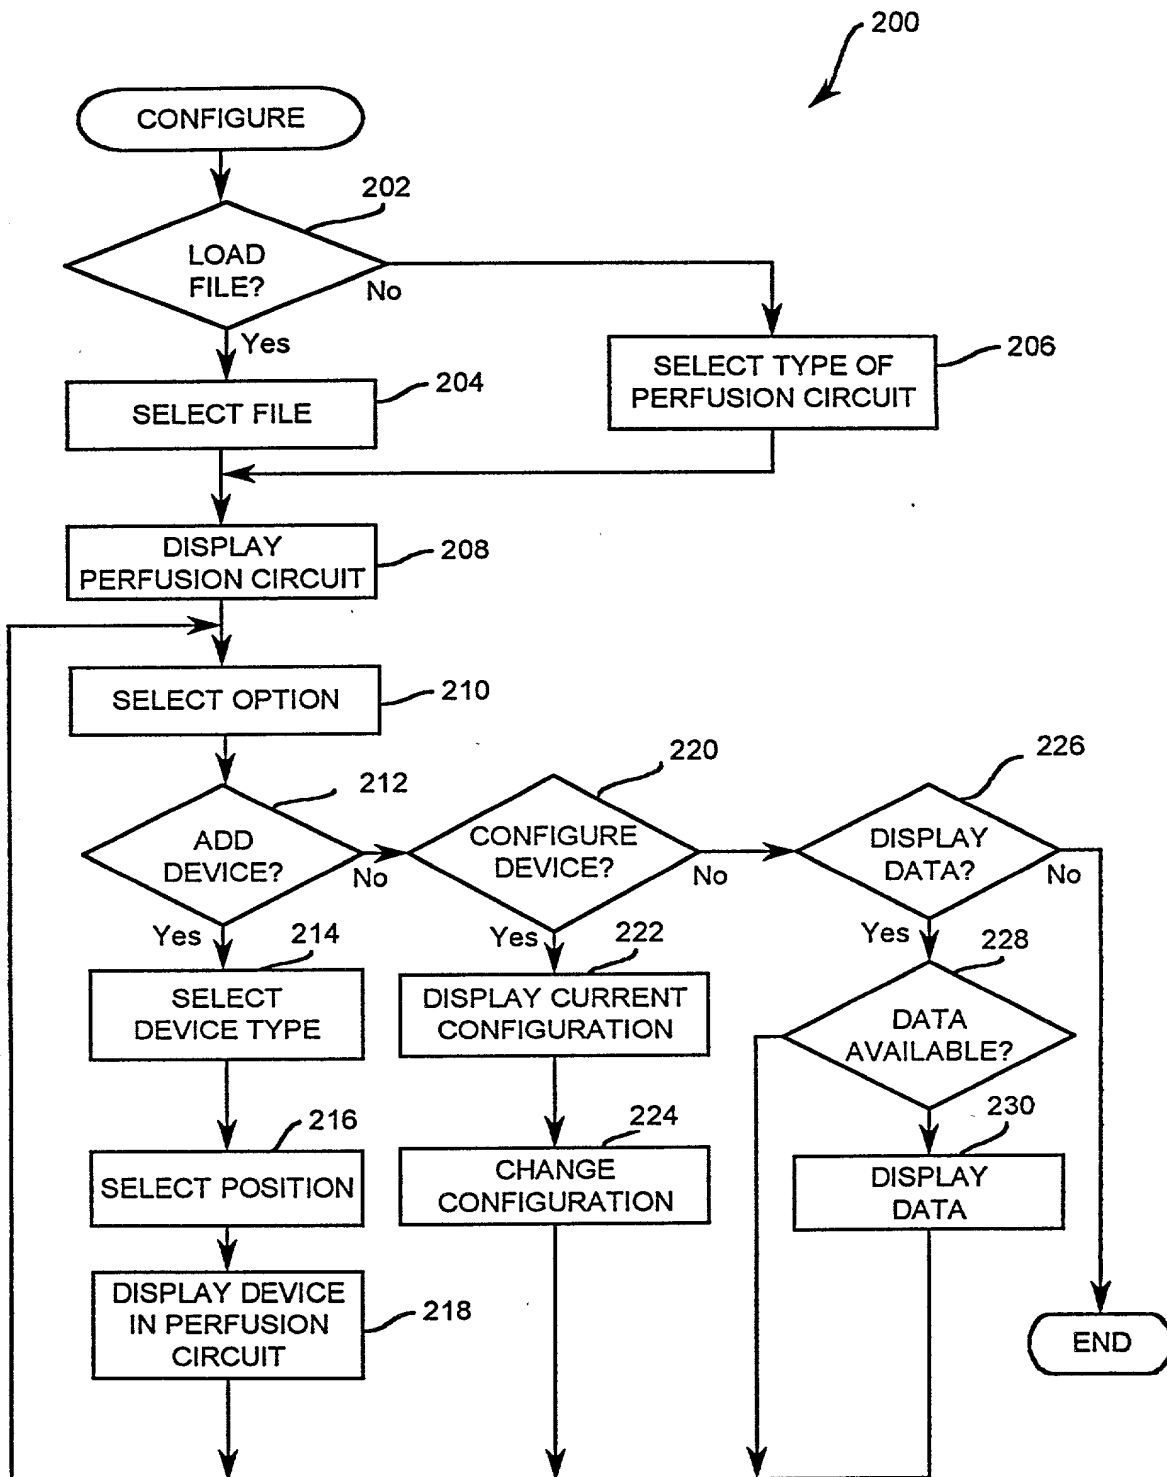 200
CONFIGURE
202
LOAD
FILE?
No
Yes
206
SELECT TYPE OF
PERFUSION CIRCUIT
204
SELECT FILE
DISPLAY
PERFUSION CIRCUIT
208
SELECT OPTION
210
212
220
226
ADD
DEVICE?
No
CONFIGURE
DEVICE?
No
DISPLAY
DATA?
No
Yes
214
Yes
222
Yes
228
SELECT
DEVICE TYPE
DISPLAY CURRENT
CONFIGURATION
DATA
AVAILABLE?
216
224
230
SELECT POSITION
CHANGE
CONFIGURATION
DISPLAY
DATA
DISPLAY DEVICE
IN PERFUSION
CIRCUIT
218
END